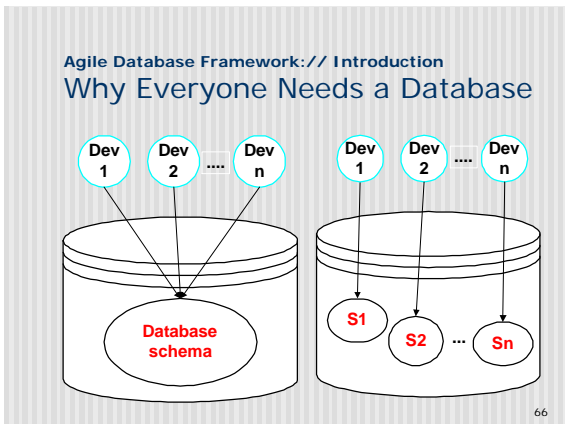 Agile Database Framework:// Introduction
Why Everyone Needs a Database
Dev
1
Dev
2
....
Dev
n
Database
schema
Dev
1
Dev
2
....
Dev
n
S1
S2
...
Sn
66